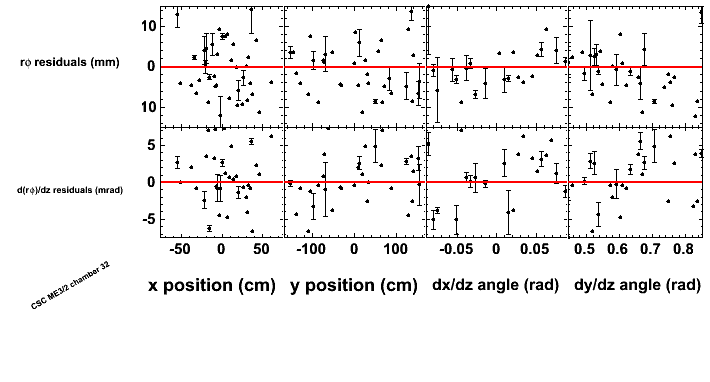 10
rφ residuals (mm)
0
10
5
d(rφ)/dz residuals (mrad)
0
-5
-50 0 50 -100 0 100 -0.05 0 0.05 0.5 0.6 0.7 0.8
x position (cm) y position (cm) dx/dz angle (rad) dy/dz angle (rad)
CSC ME3/2 chamber 32